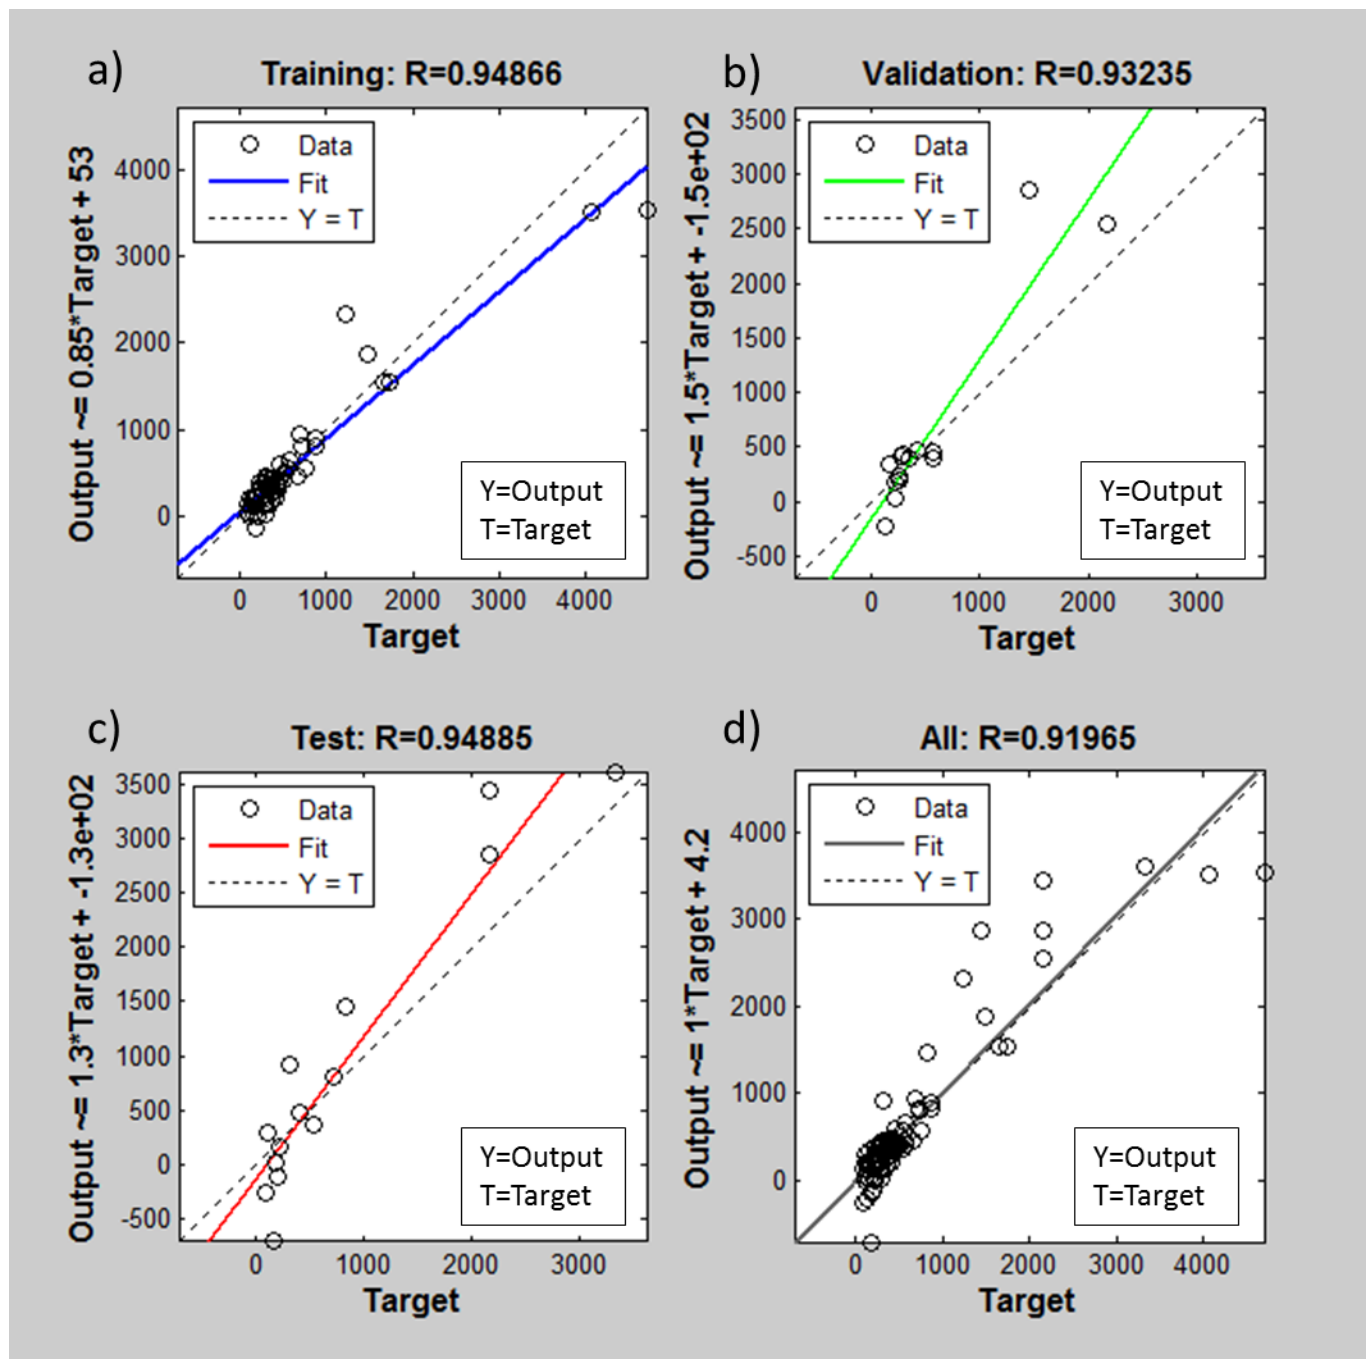 a)
Training: R=0.94866
Output ~= 0.85*Target + 53
Data
Fit
Y = T
4000
3000
2000
1000
0
Y=Output
T=Target
0 1000 2000 3000 4000
Target
b)
Validation: R=0.93235
Output ~= 1.5*Target + -1.5e+02
Data
Fit
Y = T
3500
3000
2500
2000
1500
1000
500
0
-500
Y=Output
T=Target
0 1000 2000 3000
Target
c)
Test: R=0.94885
Output ~= 1.3*Target + -1.3e+02
Data
Fit
Y = T
3500
3000
2500
2000
1500
1000
500
0
-500
Y=Output
T=Target
0 1000 2000 3000
Target
d)
All: R=0.91965
Output ~= 1*Target + 4.2
Data
Fit
Y = T
4000
3000
2000
1000
0
Y=Output
T=Target
0 1000 2000 3000 4000
Target